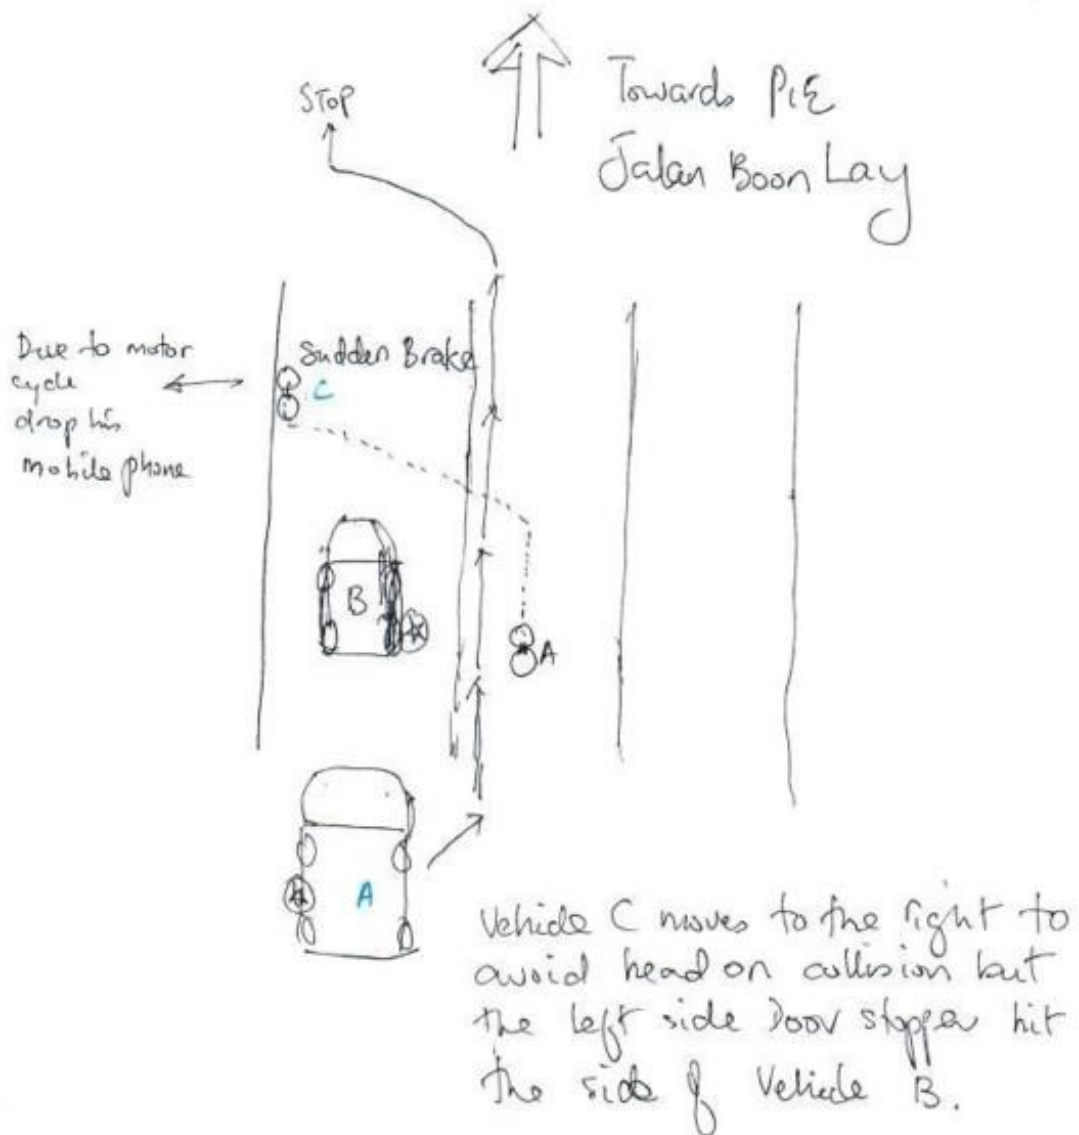 STOP
Towards PIE
Jalan Boon Lay
Due to motor
cycle
drop his
mobile phone
Sudden Brake
C
B
A
A
Vehicle C moves to the right to
avoid head on collision but
the left side Door stopper hit
the side of Vehicle B.